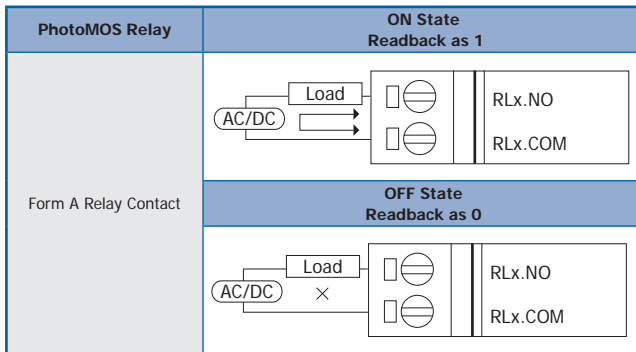 PhotoMOS Relay
ON State
Readback as 1
Form A Relay Contact
Load
AC/DC
RLx.NO
RLx.COM
OFF State
Readback as 0
Load
AC/DC
×
RLx.NO
RLx.COM